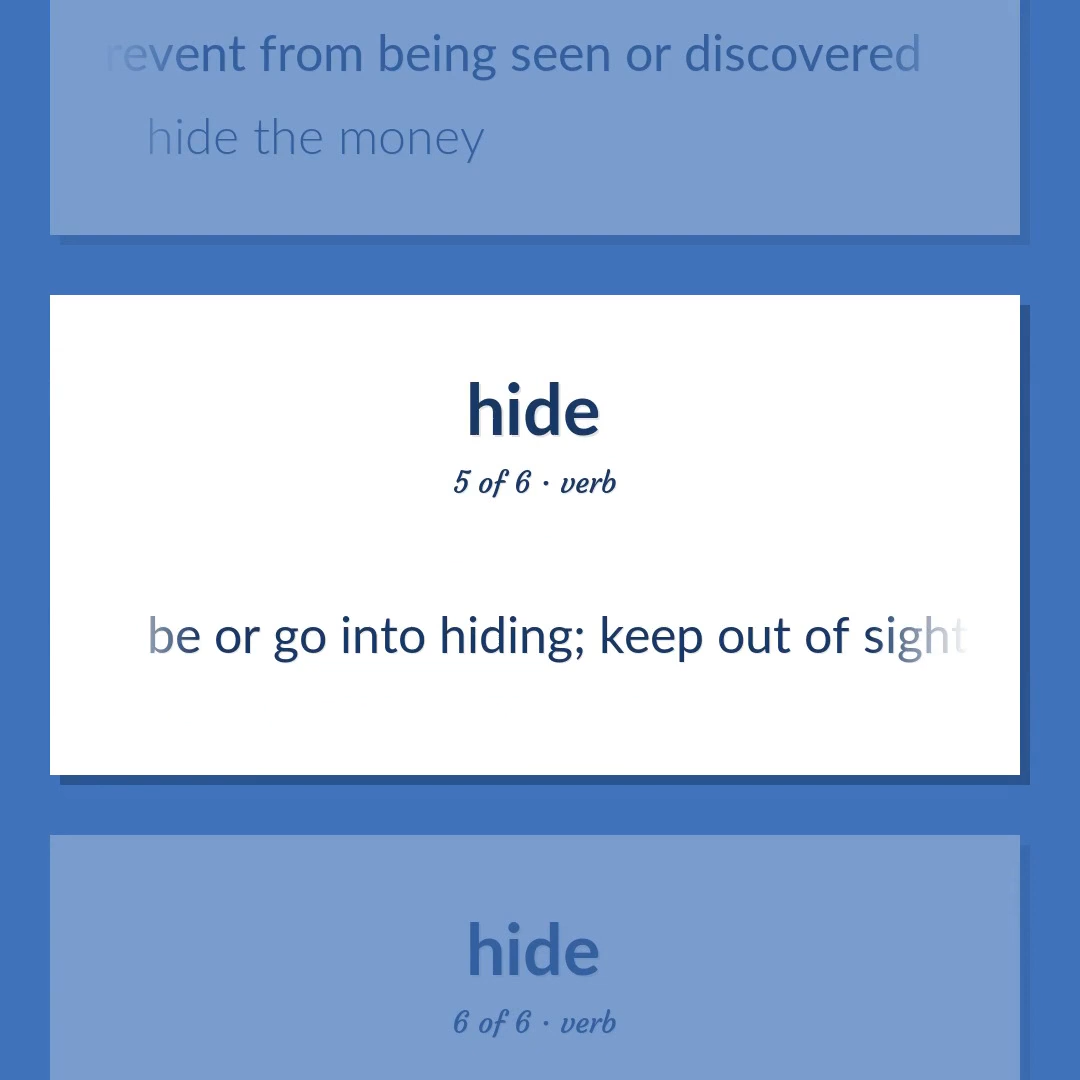 revent from being seen or discovered
hide the money
hide
5 of 6 · verb
be or go into hiding; keep out of sight
hide
6 of 6 · verb